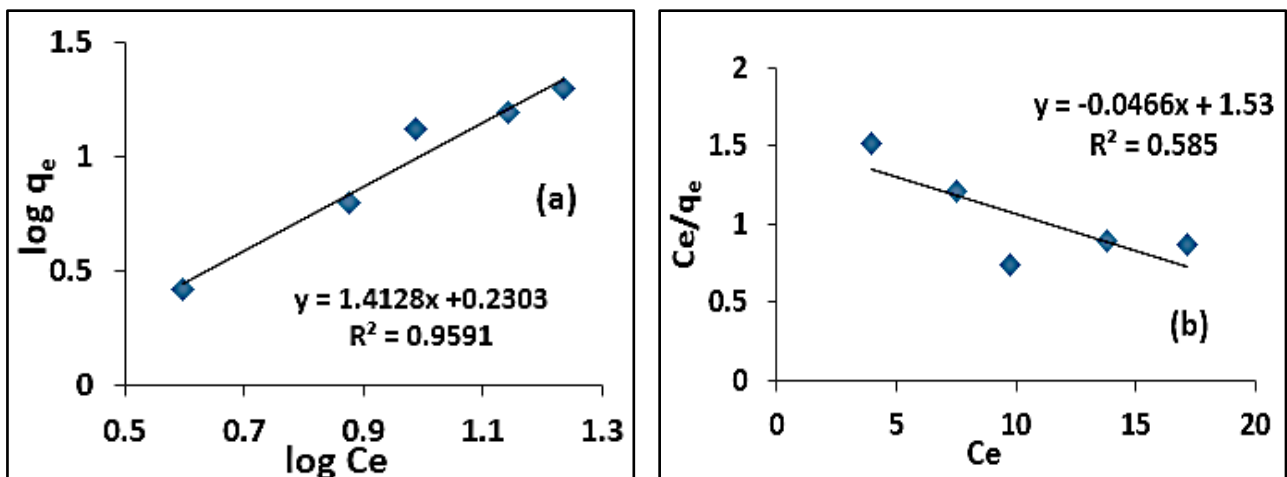 1.5
1
0.5
0
log qₑ
(a)
y = 1.4128x +0.2303
R² = 0.9591
0.5 0.7 0.9 1.1 1.3
log Ce
2
1.5
1
0.5
0
Ce/qₑ
y = -0.0466x + 1.53
R² = 0.585
(b)
0 5 10 15 20
Ce